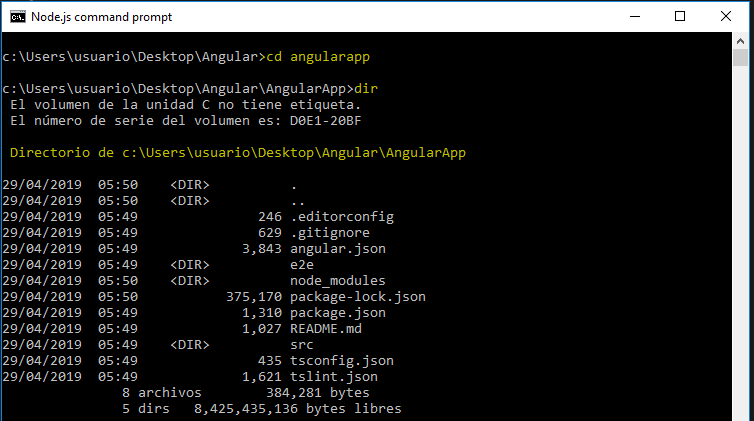 Node.js command prompt
c:\Users\usuario\Desktop\Angular>cd angularapp
c:\Users\usuario\Desktop\Angular\AngularApp>dir
 El volumen de la unidad C no tiene etiqueta.
 El número de serie del volumen es: D0E1-20BF
 Directorio de c:\Users\usuario\Desktop\Angular\AngularApp
29/04/2019  05:50    <DIR>          .
29/04/2019  05:50    <DIR>          ..
29/04/2019  05:49               246 .editorconfig
29/04/2019  05:49               629 .gitignore
29/04/2019  05:49             3,843 angular.json
29/04/2019  05:49    <DIR>          e2e
29/04/2019  05:50    <DIR>          node_modules
29/04/2019  05:50           375,170 package-lock.json
29/04/2019  05:49             1,310 package.json
29/04/2019  05:49             1,027 README.md
29/04/2019  05:49    <DIR>          src
29/04/2019  05:49               435 tsconfig.json
29/04/2019  05:49             1,621 tslint.json
               8 archivos        384,281 bytes
               5 dirs   8,425,435,136 bytes libres